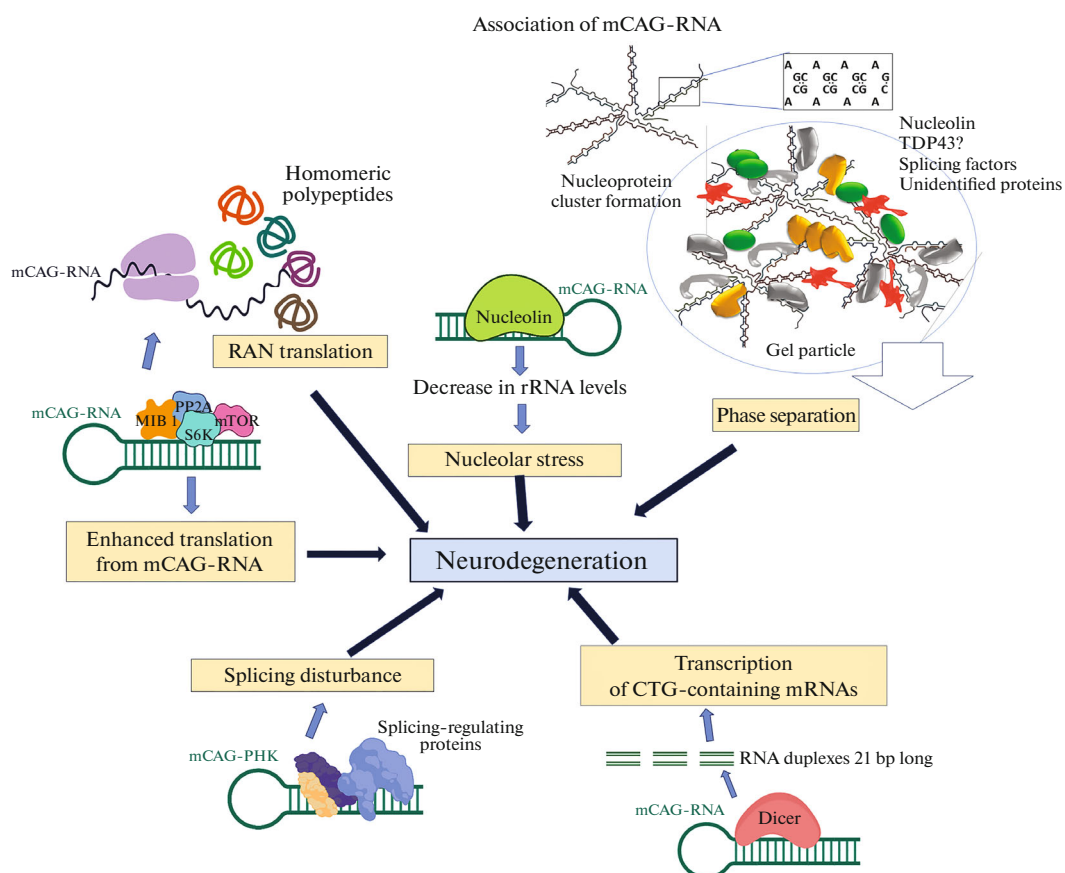 Association of mCAG-RNA
A A A A A
GC GC GC G
CG CG CG C
A A A A
Nucleolin
TDP43?
Splicing factors
Unidentified proteins
Nucleoprotein
cluster formation
Gel particle
Phase separation
Homomeric
polypeptides
mCAG-RNA
RAN translation
mCAG-RNA
Nucleolin
Decrease in rRNA levels
Nucleolar stress
mCAG-RNA
MIB 1
PP2A
S6K
mTOR
Enhanced translation
from mCAG-RNA
Neurodegeneration
Splicing disturbance
Splicing-regulating
proteins
mCAG-PHK
Transcription
of CTG-containing mRNAs
RNA duplexes 21 bp long
mCAG-RNA
Dicer